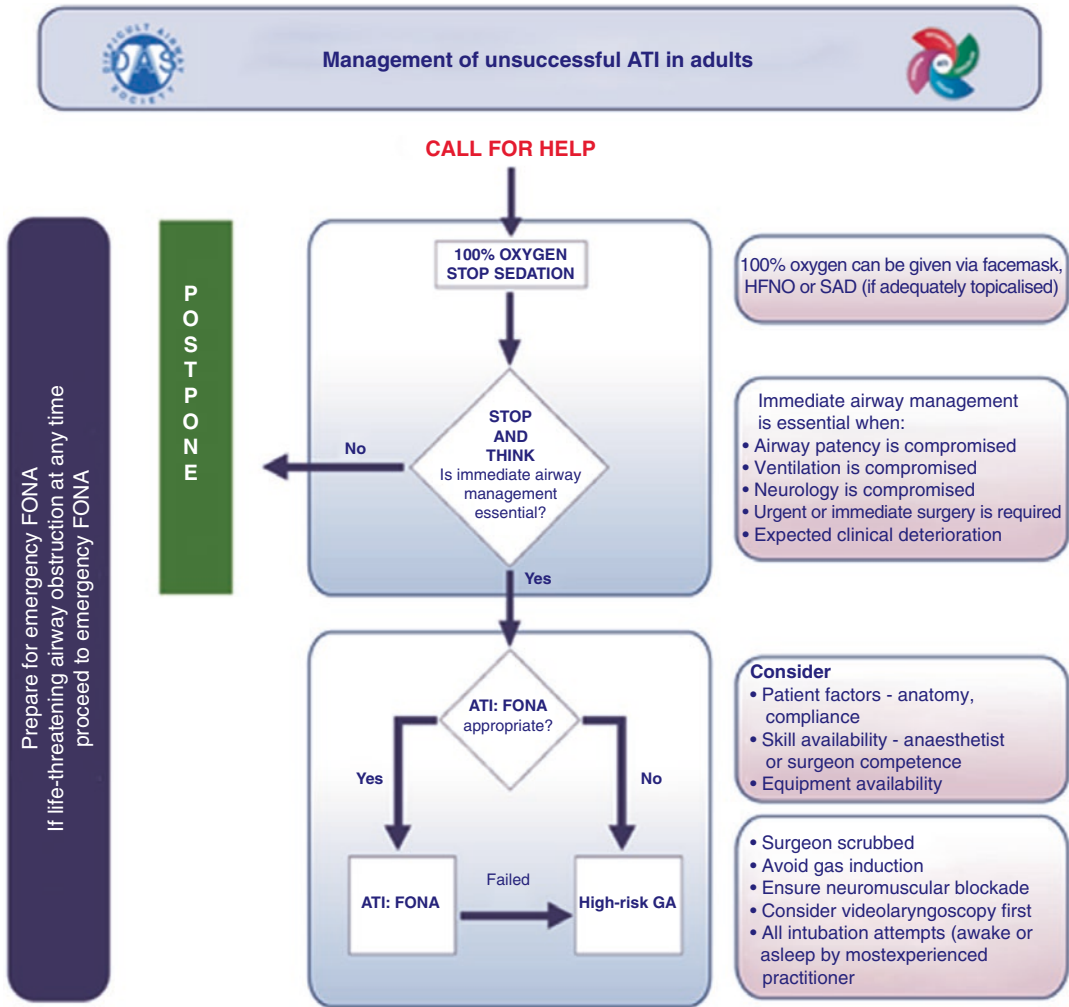 DIFFICULT AIRWAY
DAS
SOCIETY
Management of unsuccessful ATI in adults
CALL FOR HELP
100% OXYGEN
STOP SEDATION
100% oxygen can be given via facemask,
HFNO or SAD (if adequately topicalised)
POSTPONE
STOP
AND
THINK
Is immediate airway
management
essential?
No
Yes
Immediate airway management
is essential when:
• Airway patency is compromised
• Ventilation is compromised
• Neurology is compromised
• Urgent or immediate surgery is required
• Expected clinical deterioration
Prepare for emergency FONA
If life-threatening airway obstruction at any time
proceed to emergency FONA
ATI: FONA
appropriate?
Yes
No
Consider
• Patient factors - anatomy,
compliance
• Skill availability - anaesthetist
or surgeon competence
• Equipment availability
ATI: FONA
Failed
High-risk GA
• Surgeon scrubbed
• Avoid gas induction
• Ensure neuromuscular blockade
• Consider videolaryngoscopy first
• All intubation attempts (awake or
asleep by mostexperienced
practitioner